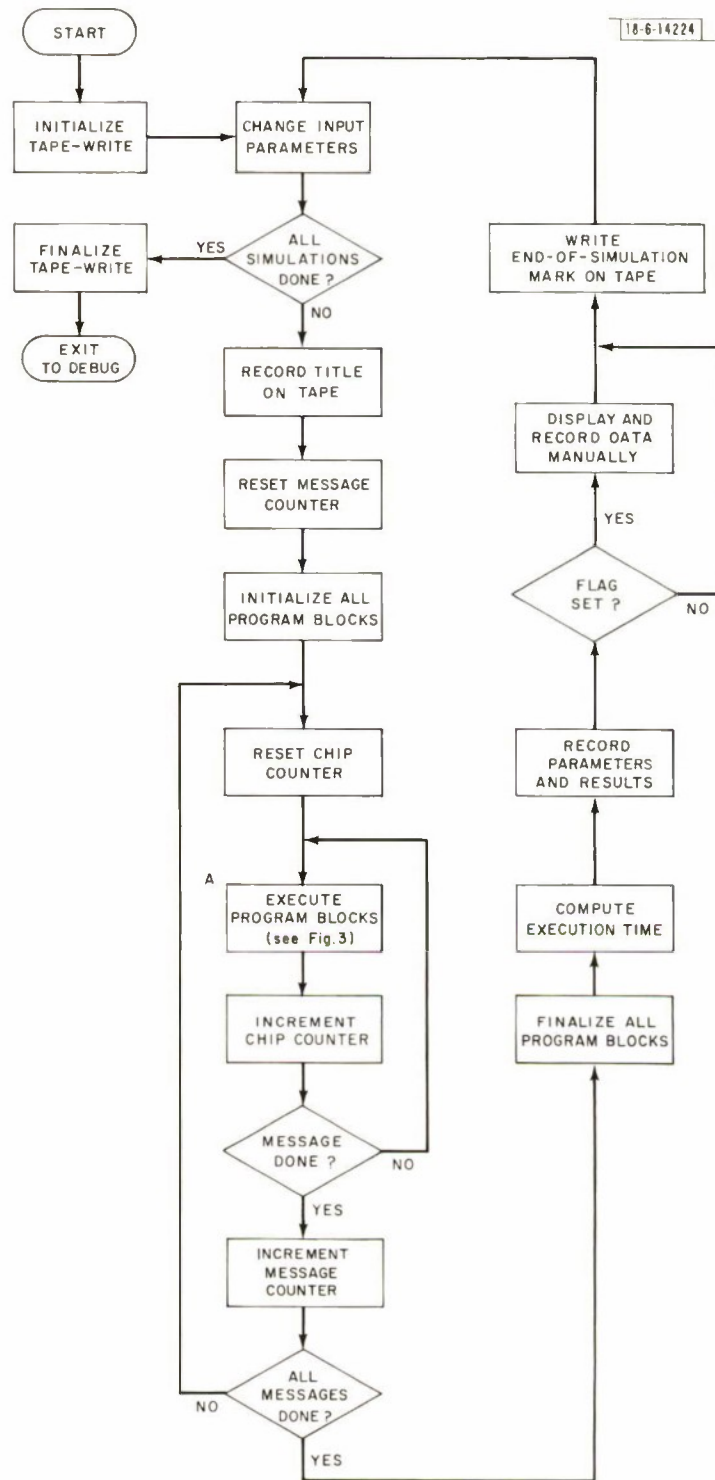 START
18-6-14224
INITIALIZE
TAPE-WRITE
CHANGE INPUT
PARAMETERS
FINALIZE
TAPE-WRITE
YES
ALL
SIMULATIONS
DONE ?
WRITE
END-OF-SIMULATION
MARK ON TAPE
EXIT
TO DEBUG
NO
RECORD TITLE
ON TAPE
DISPLAY AND
RECORD DATA
MANUALLY
RESET MESSAGE
COUNTER
YES
INITIALIZE ALL
PROGRAM BLOCKS
FLAG
SET ?
NO
RESET CHIP
COUNTER
RECORD
PARAMETERS
AND RESULTS
A
EXECUTE
PROGRAM BLOCKS
(see Fig.3)
COMPUTE
EXECUTION TIME
INCREMENT
CHIP COUNTER
FINALIZE ALL
PROGRAM BLOCKS
MESSAGE
DONE ?
NO
YES
INCREMENT
MESSAGE
COUNTER
ALL
MESSAGES
DONE ?
NO
YES